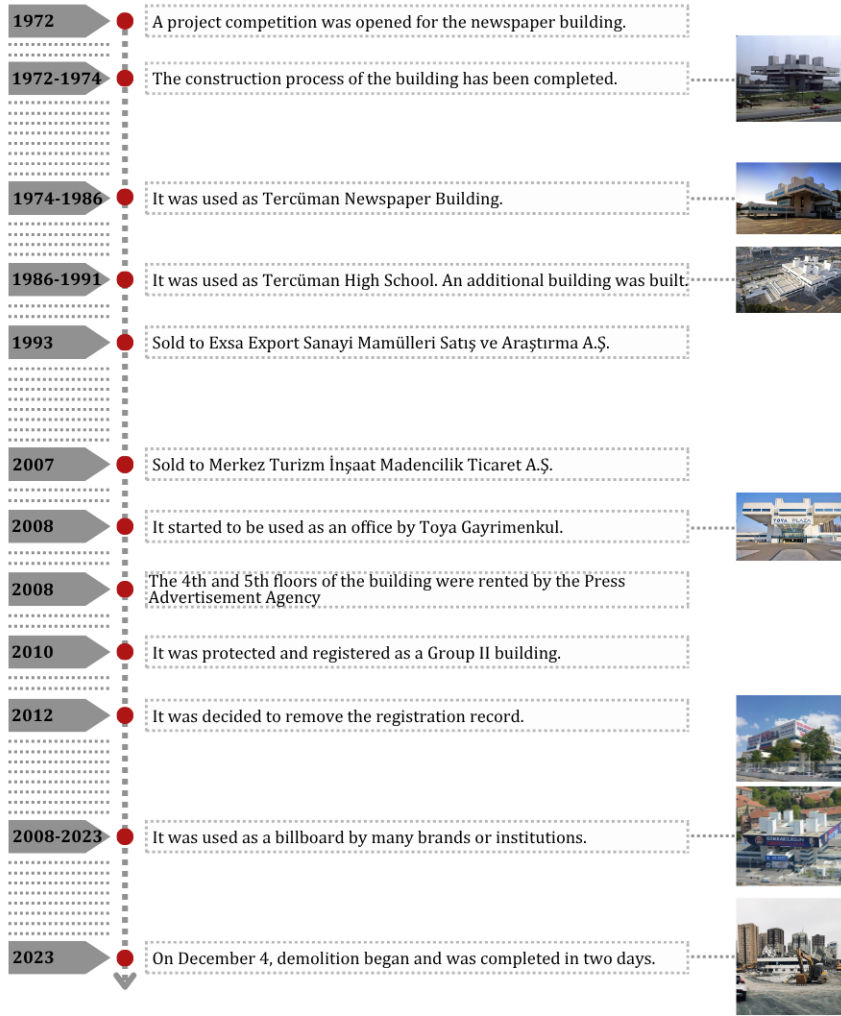 1972
A project competition was opened for the newspaper building.
1972-1974
The construction process of the building has been completed.
1974-1986
It was used as Tercüman Newspaper Building.
1986-1991
It was used as Tercüman High School. An additional building was built.
1993
Sold to Exsa Export Sanayi Mamülleri Satış ve Araştırma A.Ş.
2007
Sold to Merkez Turizm İnşaat Madencilik Ticaret A.Ş.
2008
It started to be used as an office by Toya Gayrimenkul.
TOYA PLAZA
2008
The 4th and 5th floors of the building were rented by the Press
Advertisement Agency
2010
It was protected and registered as a Group II building.
2012
It was decided to remove the registration record.
2008-2023
It was used as a billboard by many brands or institutions.
2023
On December 4, demolition began and was completed in two days.